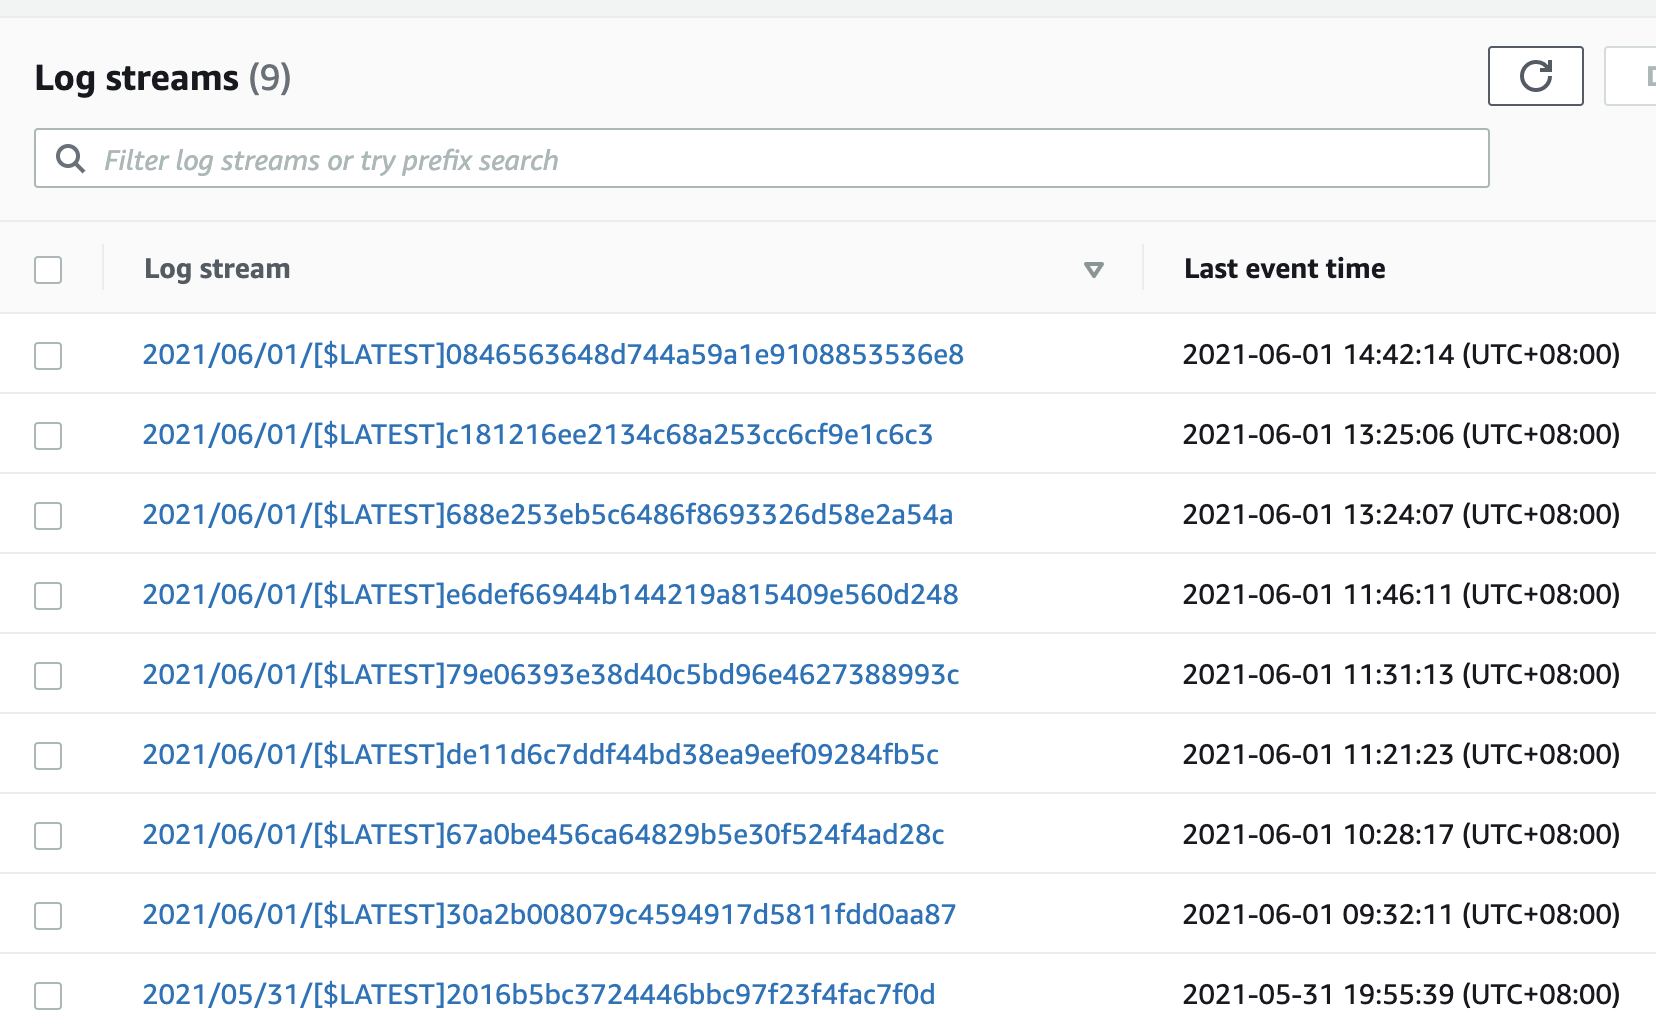 Log streams (9)
Filter log streams or try prefix search
Log stream Last event time
2021/06/01/[$LATEST]0846563648d744a59a1e9108853536e8 2021-06-01 14:42:14 (UTC+08:00)
2021/06/01/[$LATEST]c181216ee2134c68a253cc6cf9e1c6c3 2021-06-01 13:25:06 (UTC+08:00)
2021/06/01/[$LATEST]688e253eb5c6486f8693326d58e2a54a 2021-06-01 13:24:07 (UTC+08:00)
2021/06/01/[$LATEST]e6def66944b144219a815409e560d248 2021-06-01 11:46:11 (UTC+08:00)
2021/06/01/[$LATEST]79e06393e38d40c5bd96e4627388993c 2021-06-01 11:31:13 (UTC+08:00)
2021/06/01/[$LATEST]de11d6c7ddf44bd38ea9eef09284fb5c 2021-06-01 11:21:23 (UTC+08:00)
2021/06/01/[$LATEST]67a0be456ca64829b5e30f524f4ad28c 2021-06-01 10:28:17 (UTC+08:00)
2021/06/01/[$LATEST]30a2b008079c4594917d5811fdd0aa87 2021-06-01 09:32:11 (UTC+08:00)
2021/05/31/[$LATEST]2016b5bc3724446bbc97f23f4fac7f0d 2021-05-31 19:55:39 (UTC+08:00)